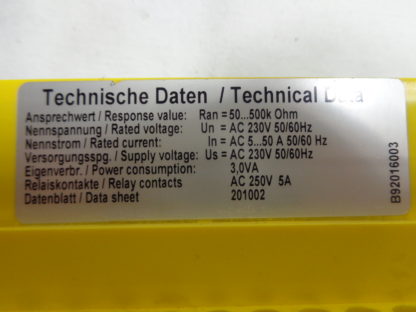 Technische Daten / Technical Data
Ansprechwert / Response value: Ran = 50...500k Ohm
Nennspannung / Rated voltage: Un = AC 230V 50/60Hz
Nennstrom / Rated current: In = AC 5...50 A 50/60 Hz
Versorgungsspg. / Supply voltage: Us = AC 230V 50/60Hz
Eigenverbr. / Power consumption: 3,0VA
Relaiskontakte / Relay contacts AC 250V 5A
Datenblatt / Data sheet 201002
B92016003